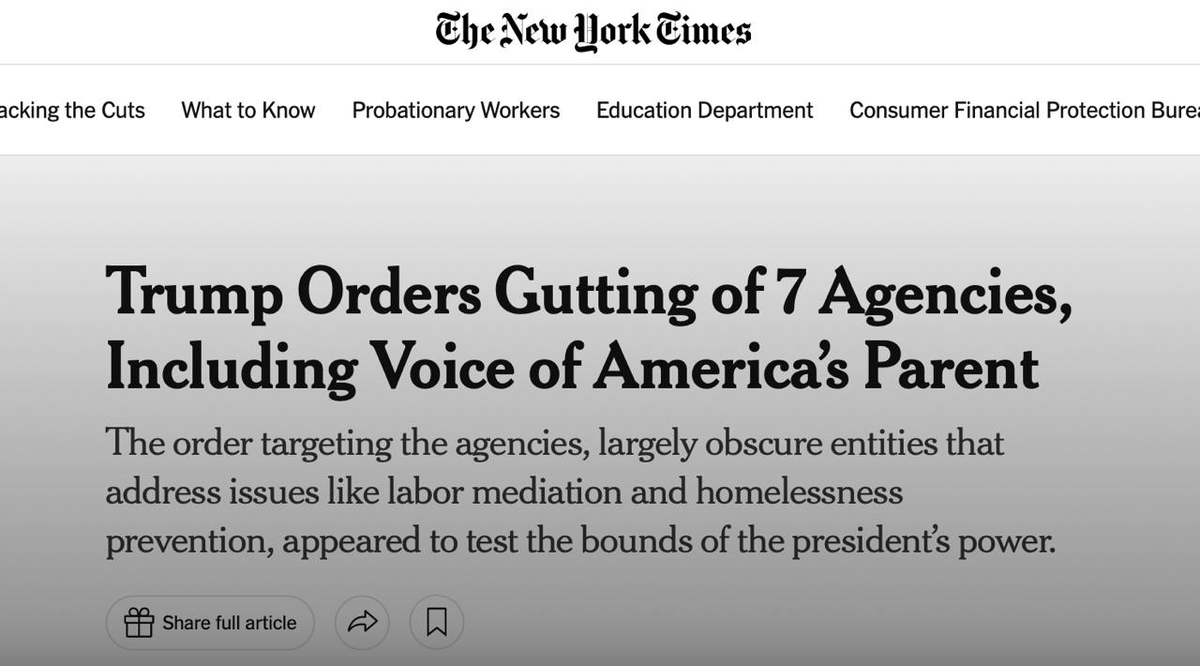 The New York Times
acking the Cuts What to Know Probationary Workers Education Department Consumer Financial Protection Burea
Trump Orders Gutting of 7 Agencies,
Including Voice of America's Parent
The order targeting the agencies, largely obscure entities that
address issues like labor mediation and homelessness
prevention, appeared to test the bounds of the president's power.
Share full article